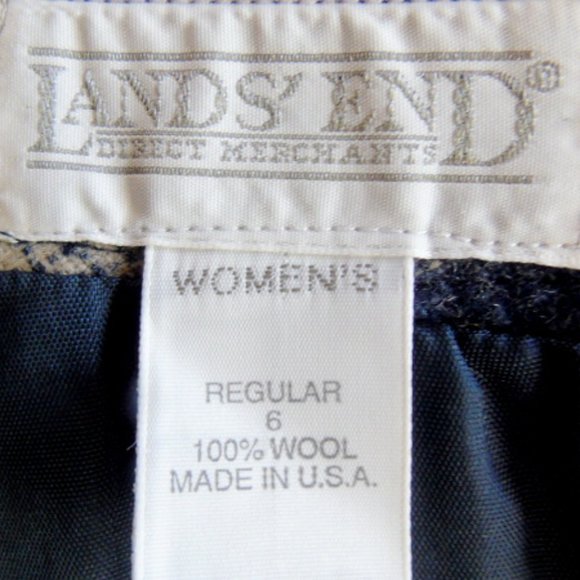 LANDS' END®
DIRECT MERCHANTS
WOMEN'S
REGULAR
6
100% WOOL
MADE IN U.S.A.